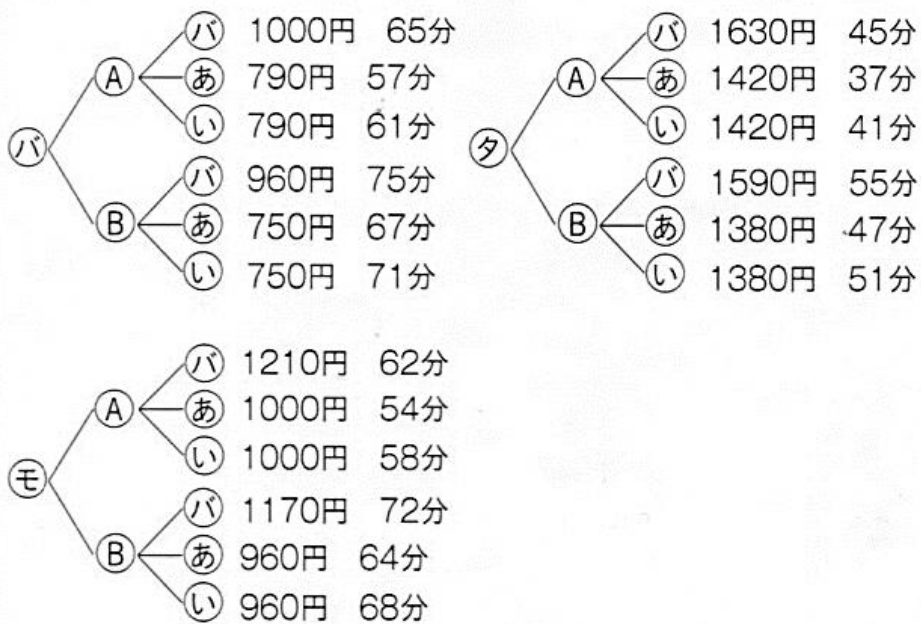 バ A バ 1000円 65分
あ 790円 57分
い 790円 61分
B バ 960円 75分
あ 750円 67分
い 750円 71分
タ A バ 1630円 45分
あ 1420円 37分
い 1420円 41分
B バ 1590円 55分
あ 1380円 47分
い 1380円 51分
モ A バ 1210円 62分
あ 1000円 54分
い 1000円 58分
B バ 1170円 72分
あ 960円 64分
い 960円 68分